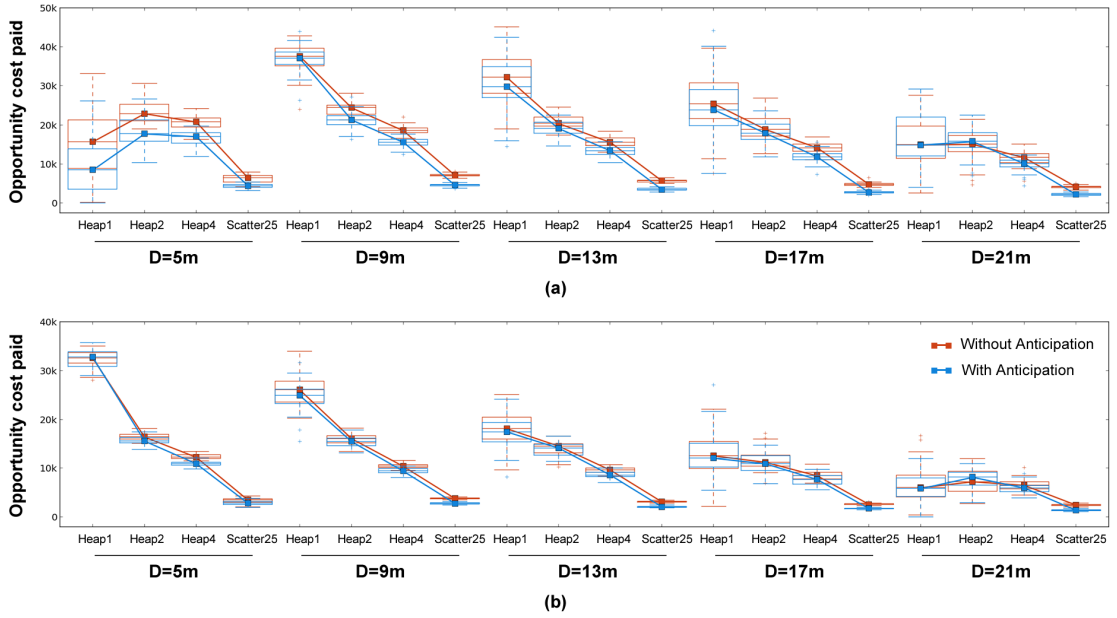 (a)
Opportunity cost paid
50k
40k
30k
20k
10k
0
Heap1 Heap2 Heap4 Scatter25 Heap1 Heap2 Heap4 Scatter25 Heap1 Heap2 Heap4 Scatter25 Heap1 Heap2 Heap4 Scatter25 Heap1 Heap2 Heap4 Scatter25
D=5m D=9m D=13m D=17m D=21m
(b)
Opportunity cost paid
40k
30k
20k
10k
0
Without Anticipation
With Anticipation
Heap1 Heap2 Heap4 Scatter25 Heap1 Heap2 Heap4 Scatter25 Heap1 Heap2 Heap4 Scatter25 Heap1 Heap2 Heap4 Scatter25 Heap1 Heap2 Heap4 Scatter25
D=5m D=9m D=13m D=17m D=21m